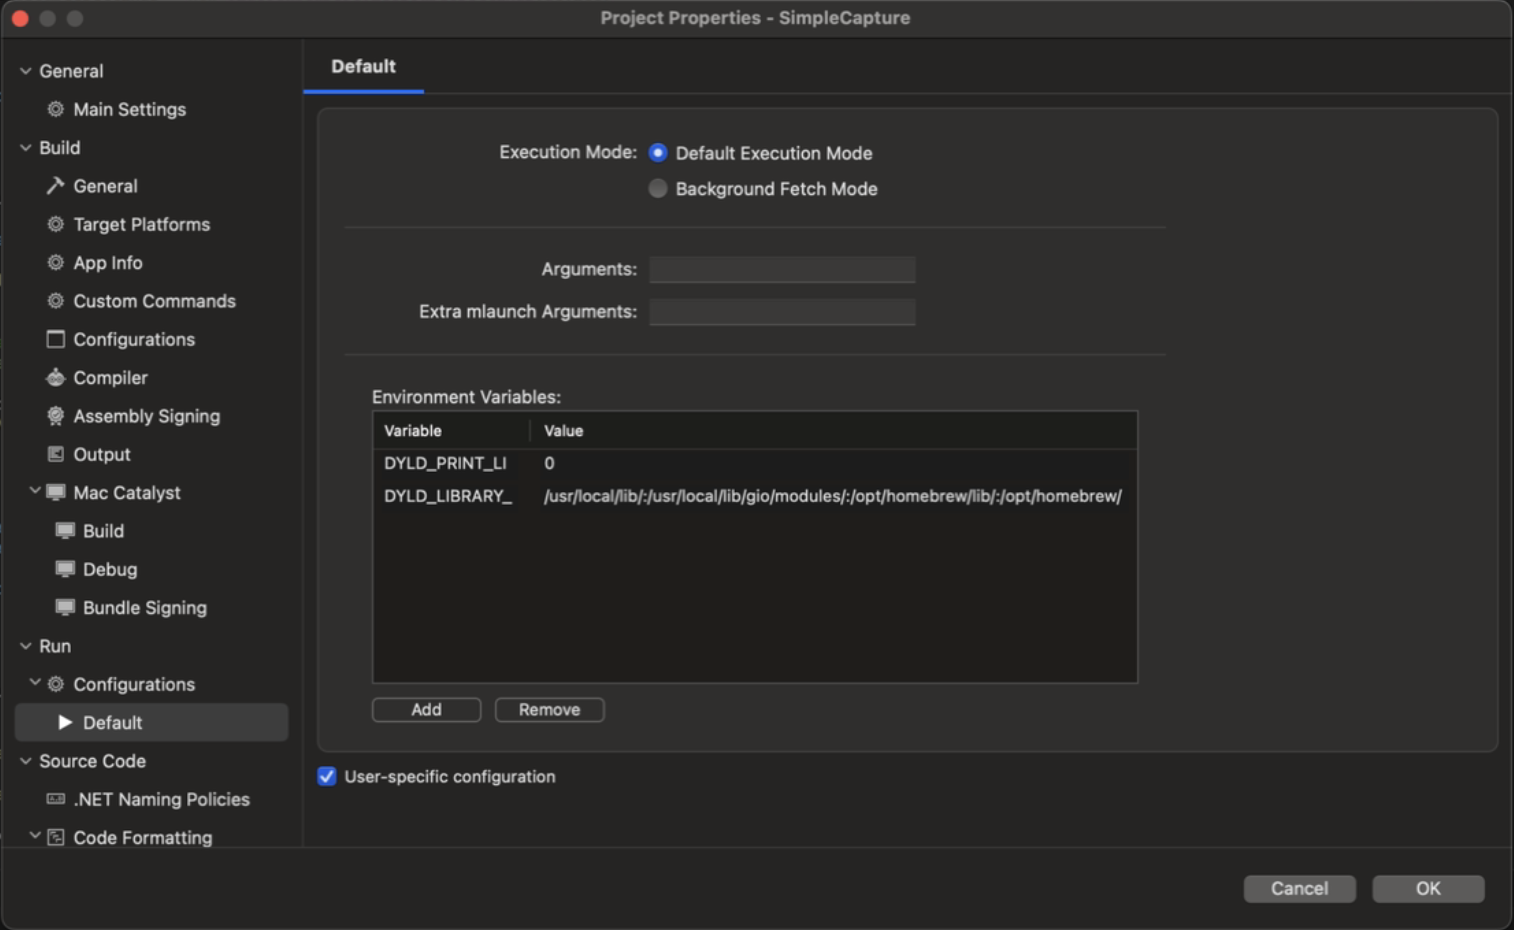 Project Properties - SimpleCapture
General
Main Settings
Build
General
Target Platforms
App Info
Custom Commands
Configurations
Compiler
Assembly Signing
Output
Mac Catalyst
Build
Debug
Bundle Signing
Run
Configurations
Default
Source Code
.NET Naming Policies
Code Formatting
Default
Execution Mode: Default Execution Mode
Background Fetch Mode
Arguments:
Extra mlaunch Arguments:
Environment Variables:
Variable Value
DYLD_PRINT_LI 0
DYLD_LIBRARY_ /usr/local/lib/:/usr/local/lib/gio/modules/:/opt/homebrew/lib/:/opt/homebrew/
Add Remove
User-specific configuration
Cancel OK